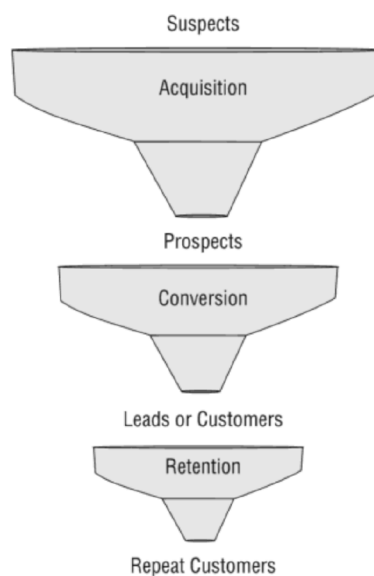 Suspects
Acquisition
Prospects
Conversion
Leads or Customers
Retention
Repeat Customers